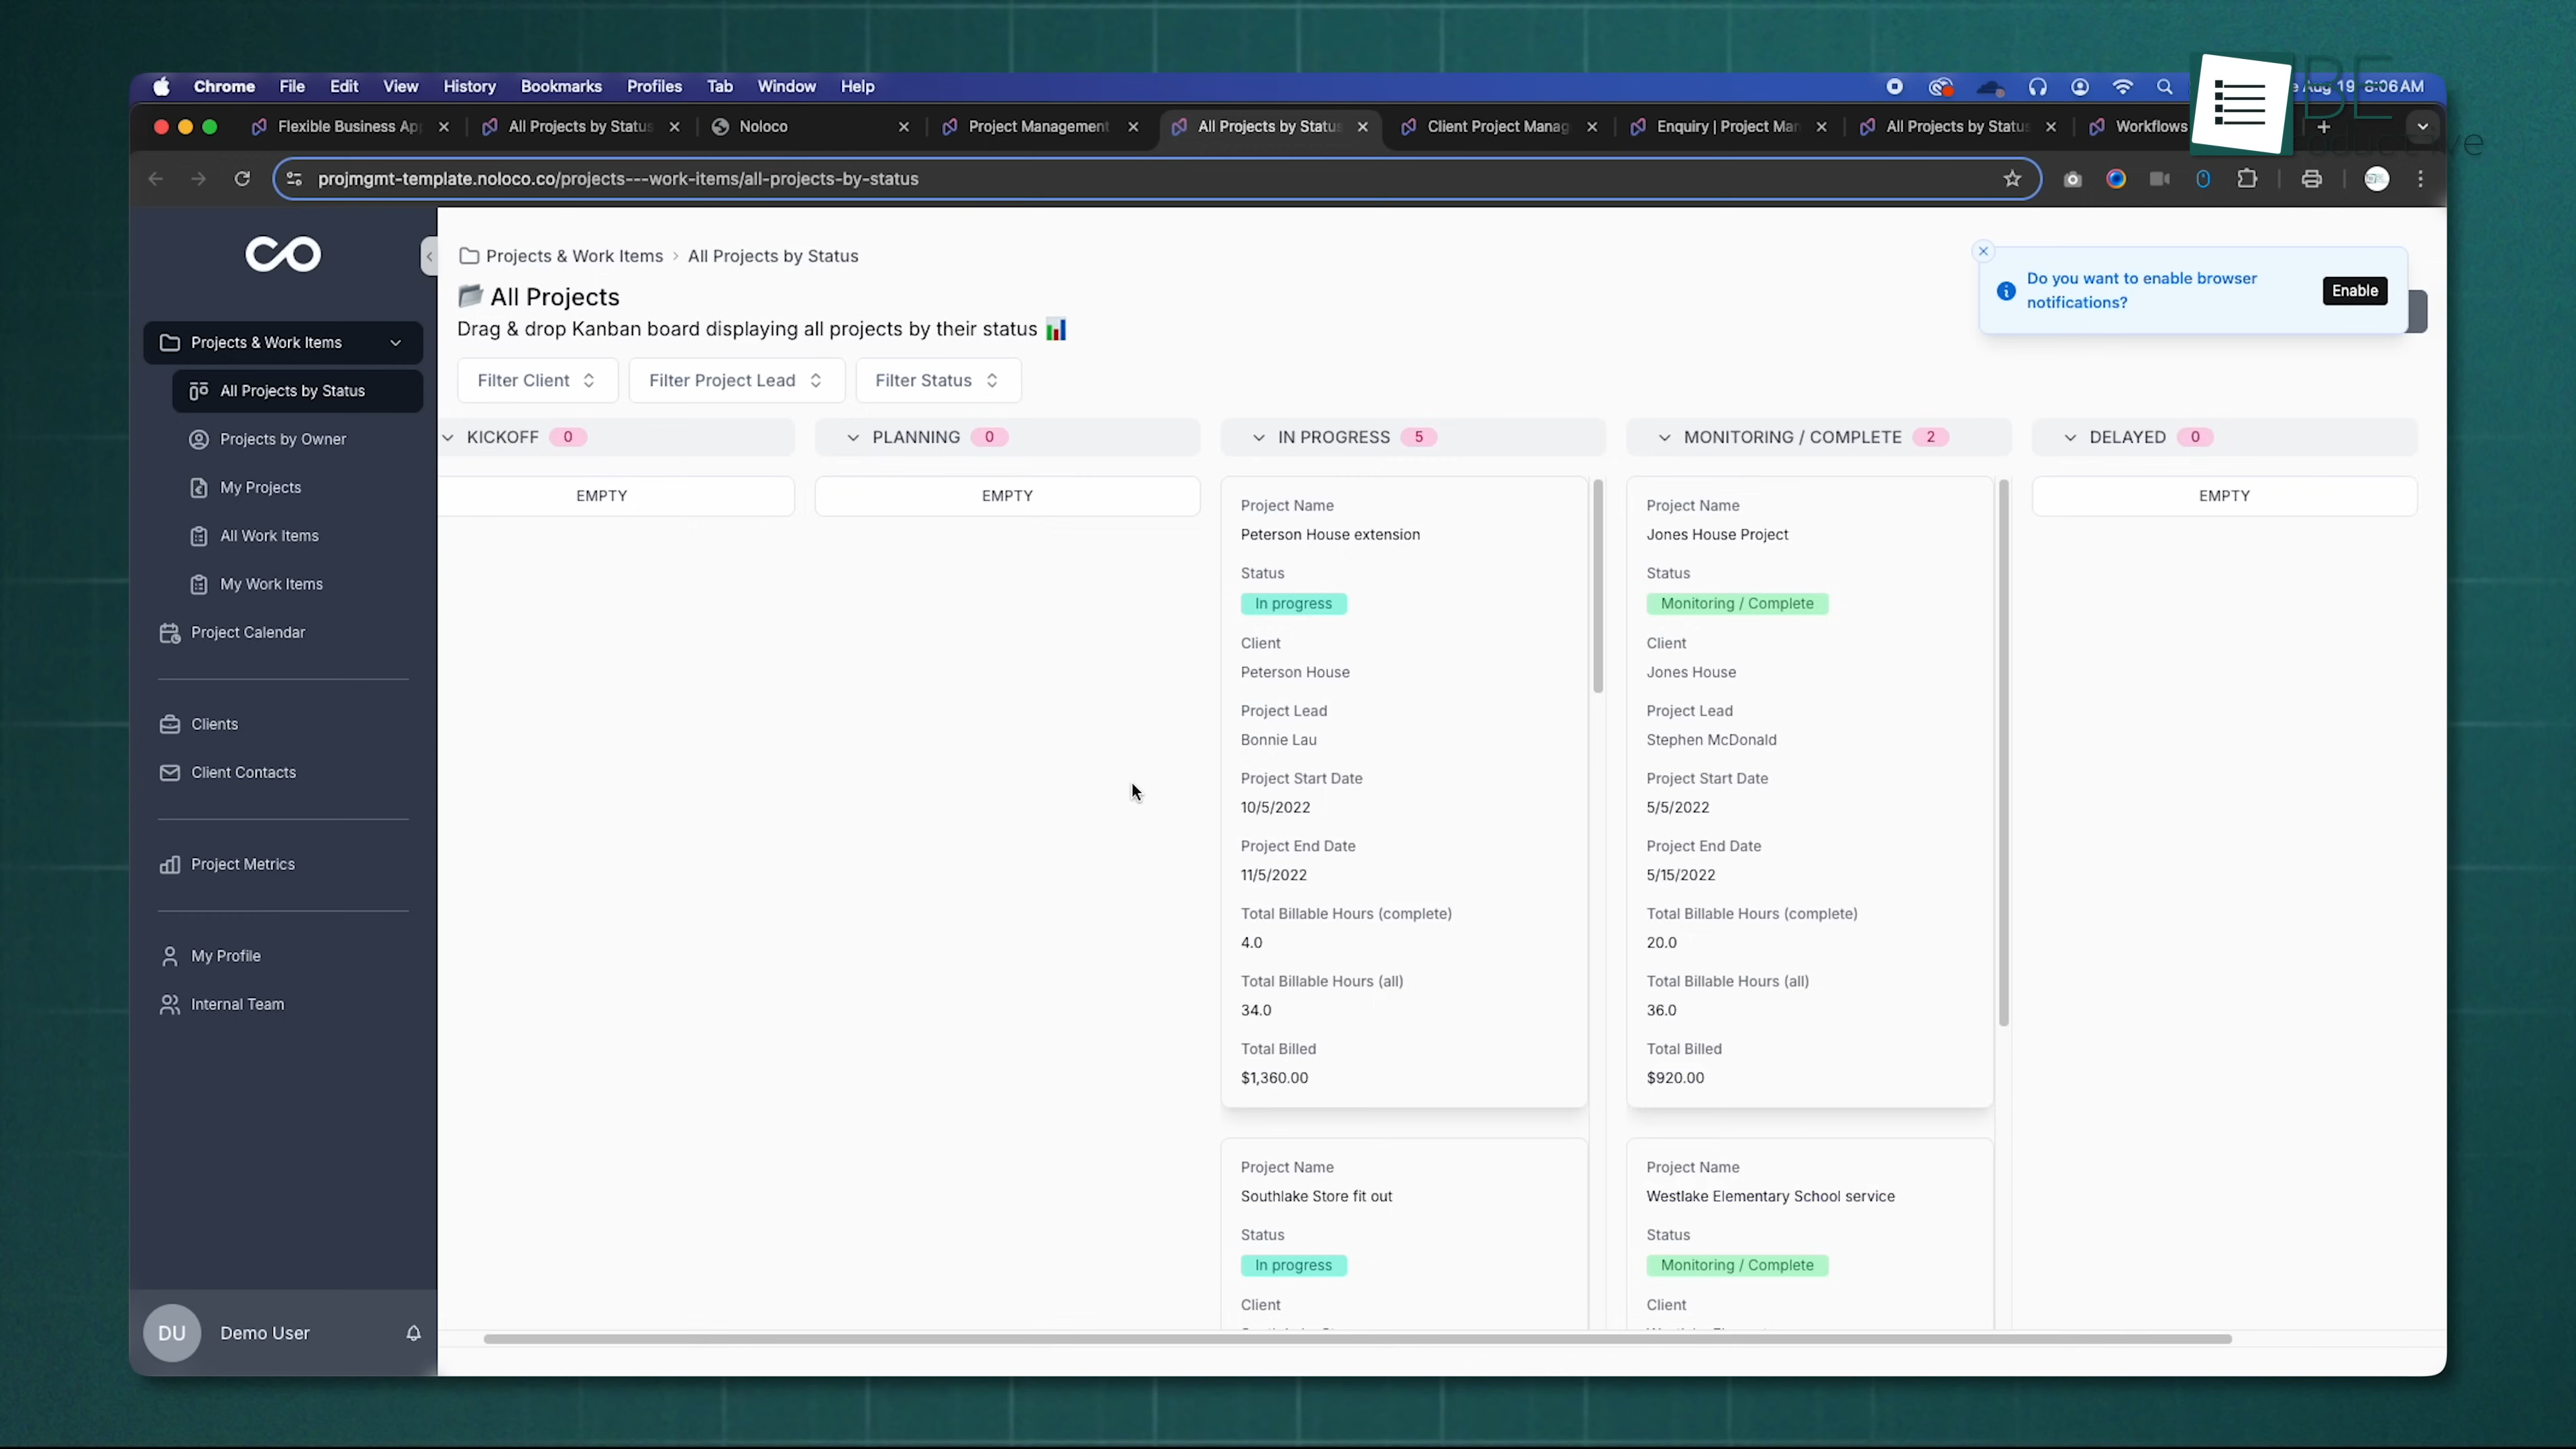 Chrome File Edit View History Bookmarks Profiles Tab Window Help
Aug 19 8:06 AM
BE
Flexible Business App
All Projects by Status
Noloco
Project Management
All Projects by Status
Client Project Manag
Enquiry | Project Man
All Projects by Status
Workflows
projmgmt-template.noloco.co/projects---work-items/all-projects-by-status
Projects & Work Items
All Projects by Status
Projects by Owner
My Projects
All Work Items
My Work Items
Project Calendar
Clients
Client Contacts
Project Metrics
My Profile
Internal Team
DU Demo User
Projects & Work Items > All Projects by Status
All Projects
Drag & drop Kanban board displaying all projects by their status
Do you want to enable browser
notifications?
Enable
Filter Client
Filter Project Lead
Filter Status
KICKOFF 0
EMPTY
PLANNING 0
EMPTY
IN PROGRESS 5
Project Name
Peterson House extension
Status
In progress
Client
Peterson House
Project Lead
Bonnie Lau
Project Start Date
10/5/2022
Project End Date
11/5/2022
Total Billable Hours (complete)
4.0
Total Billable Hours (all)
34.0
Total Billed
$1,360.00
Project Name
Southlake Store fit out
Status
In progress
Client
MONITORING / COMPLETE 2
Project Name
Jones House Project
Status
Monitoring / Complete
Client
Jones House
Project Lead
Stephen McDonald
Project Start Date
5/5/2022
Project End Date
5/15/2022
Total Billable Hours (complete)
20.0
Total Billable Hours (all)
36.0
Total Billed
$920.00
Project Name
Westlake Elementary School service
Status
Monitoring / Complete
Client
DELAYED 0
EMPTY